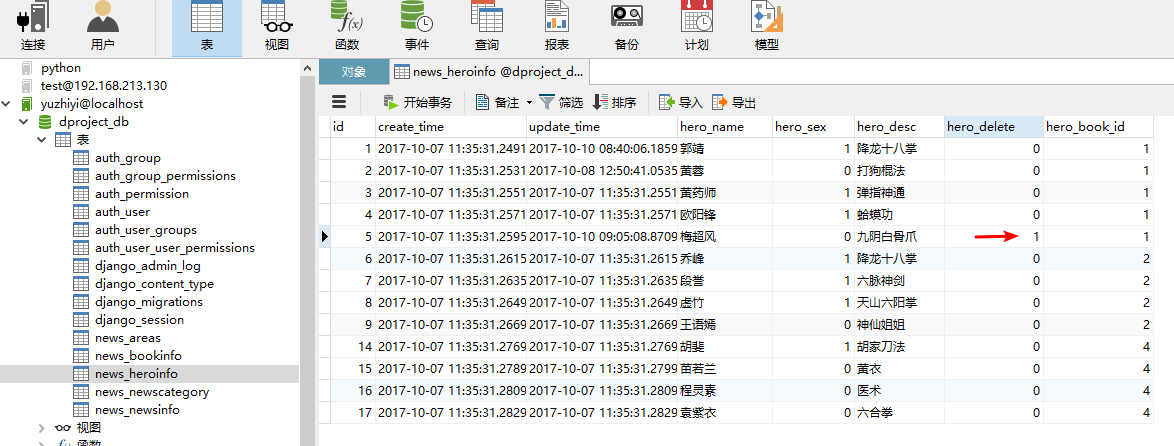 连接 用户 表 视图 函数 事件 查询 报表 备份 计划 模型
python
test@192.168.213.130
yuzhiyi@localhost
dproject_db
表
auth_group
auth_group_permissions
auth_permission
auth_user
auth_user_groups
auth_user_user_permissions
django_admin_log
django_content_type
django_migrations
django_session
news_areas
news_bookinfo
news_heroinfo
news_newscategory
news_newsinfo
视图
函数
对象 news_heroinfo @dproject_d...
开始事务 备注 筛选 排序 导入 导出
id create_time update_time hero_name hero_sex hero_desc hero_delete hero_book_id
1 2017-10-07 11:35:31.2491 2017-10-10 08:40:06.1859 郭靖 1 降龙十八掌 0 1
2 2017-10-07 11:35:31.2531 2017-10-08 12:50:41.0535 黄蓉 0 打狗棍法 0 1
3 2017-10-07 11:35:31.2551 2017-10-07 11:35:31.2551 黄药师 1 弹指神通 0 1
4 2017-10-07 11:35:31.2571 2017-10-07 11:35:31.2571 欧阳锋 1 蛤蟆功 0 1
5 2017-10-07 11:35:31.2595 2017-10-10 09:05:08.8709 梅超风 0 九阴白骨爪 1 1
6 2017-10-07 11:35:31.2615 2017-10-07 11:35:31.2615 乔峰 1 降龙十八掌 0 2
7 2017-10-07 11:35:31.2635 2017-10-07 11:35:31.2635 段誉 1 六脉神剑 0 2
8 2017-10-07 11:35:31.2649 2017-10-07 11:35:31.2649 虚竹 1 天山六阳掌 0 2
9 2017-10-07 11:35:31.2669 2017-10-07 11:35:31.2669 王语嫣 0 神仙姐姐 0 2
14 2017-10-07 11:35:31.2769 2017-10-07 11:35:31.2769 胡斐 1 胡家刀法 0 4
15 2017-10-07 11:35:31.2789 2017-10-07 11:35:31.2799 苗若兰 0 黄衣 0 4
16 2017-10-07 11:35:31.2809 2017-10-07 11:35:31.2809 程灵素 0 医术 0 4
17 2017-10-07 11:35:31.2829 2017-10-07 11:35:31.2829 袁紫衣 0 六合拳 0 4